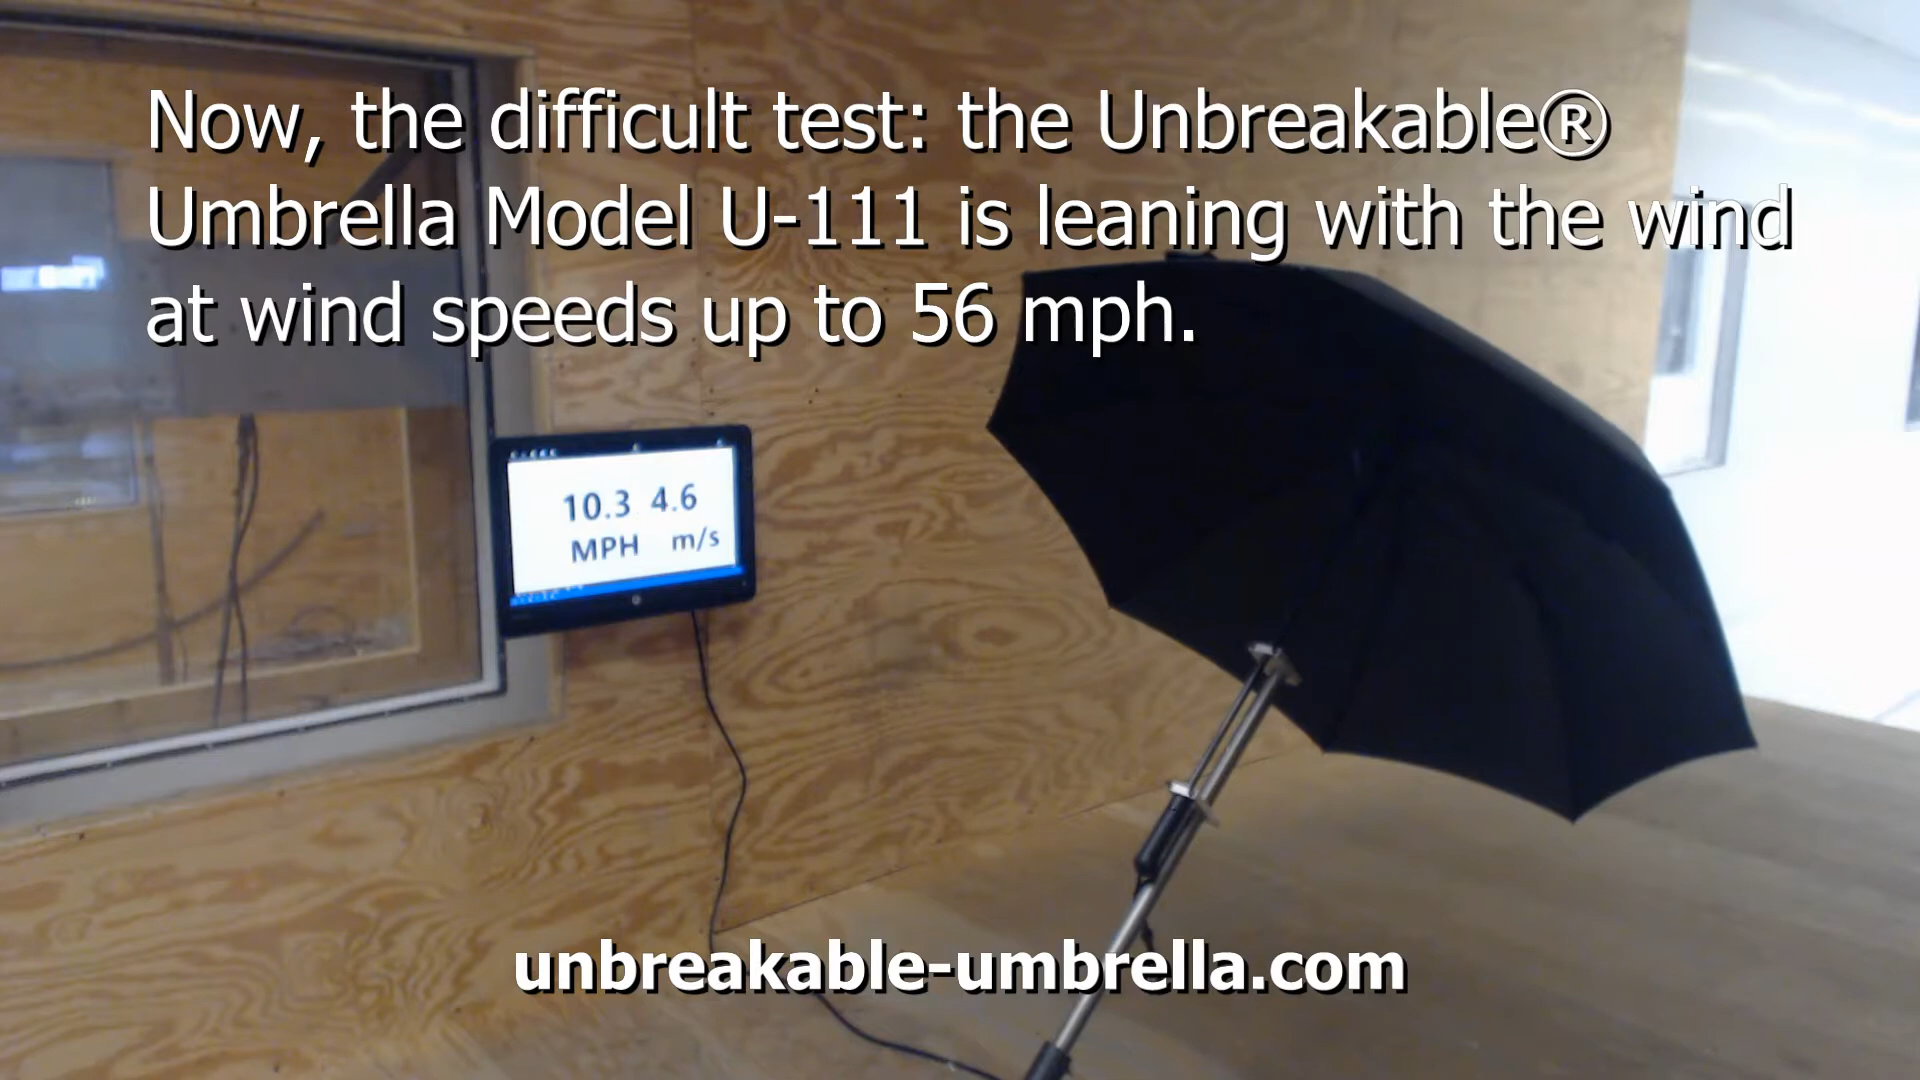 Now, the difficult test: the Unbreakable®
Umbrella Model U-111 is leaning with the wind
at wind speeds up to 56 mph.
10.3 4.6
MPH m/s
unbreakable-umbrella.com